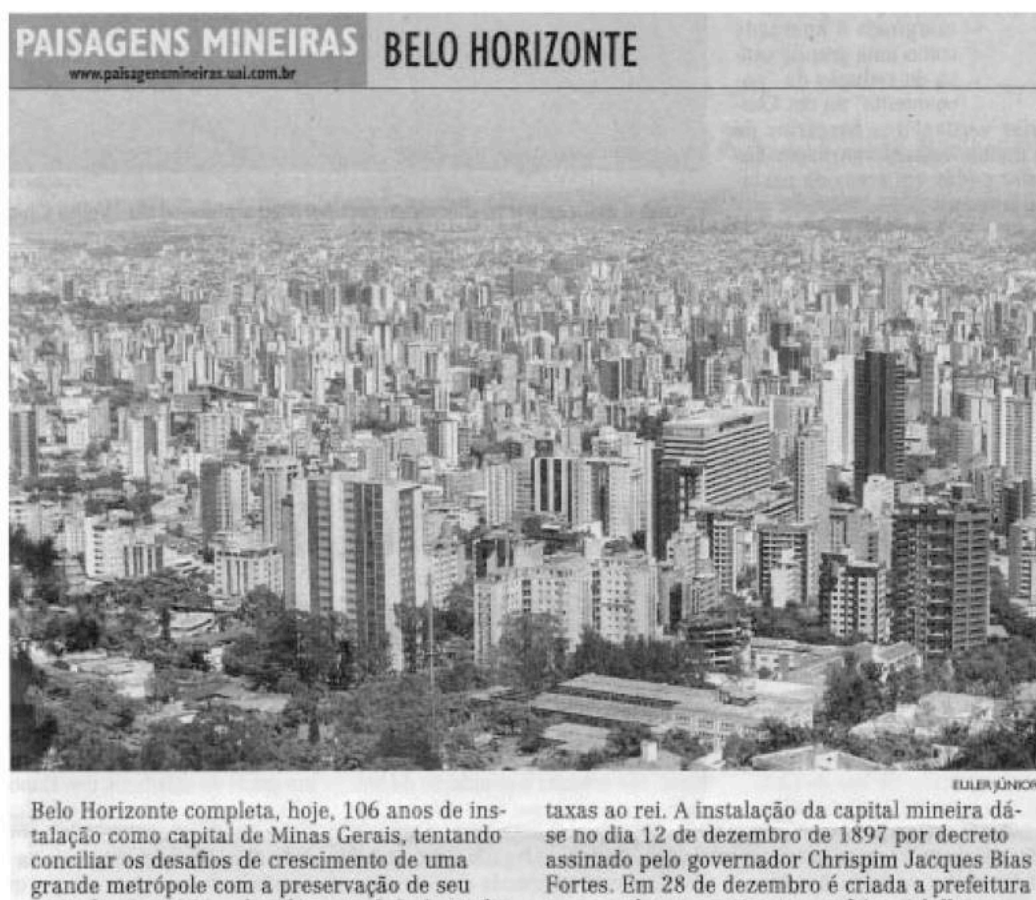 PAISAGENS MINEIRAS
www.paisagensmineiras.uai.com.br
BELO HORIZONTE
EULER JÚNIOR
Belo Horizonte completa, hoje, 106 anos de ins-
talação como capital de Minas Gerais, tentando
conciliar os desafios de crescimento de uma
grande metrópole com a preservação de seu
taxas ao rei. A instalação da capital mineira dá-
se no dia 12 de dezembro de 1897 por decreto
assinado pelo governador Chrispim Jacques Bias
Fortes. Em 28 de dezembro é criada a prefeitura